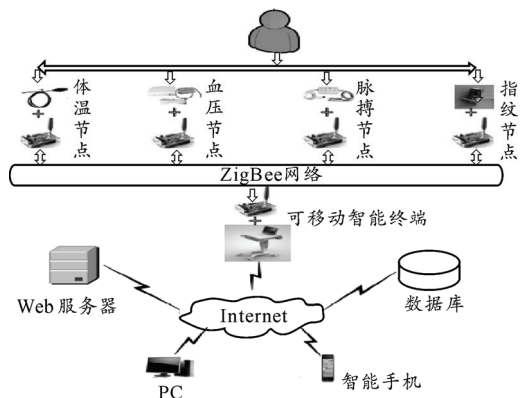 体温节点
血压节点
脉搏节点
指纹节点
+
+
+
+
ZigBee网络
+
可移动智能终端
Web服务器
Internet
数据库
PC
智能手机